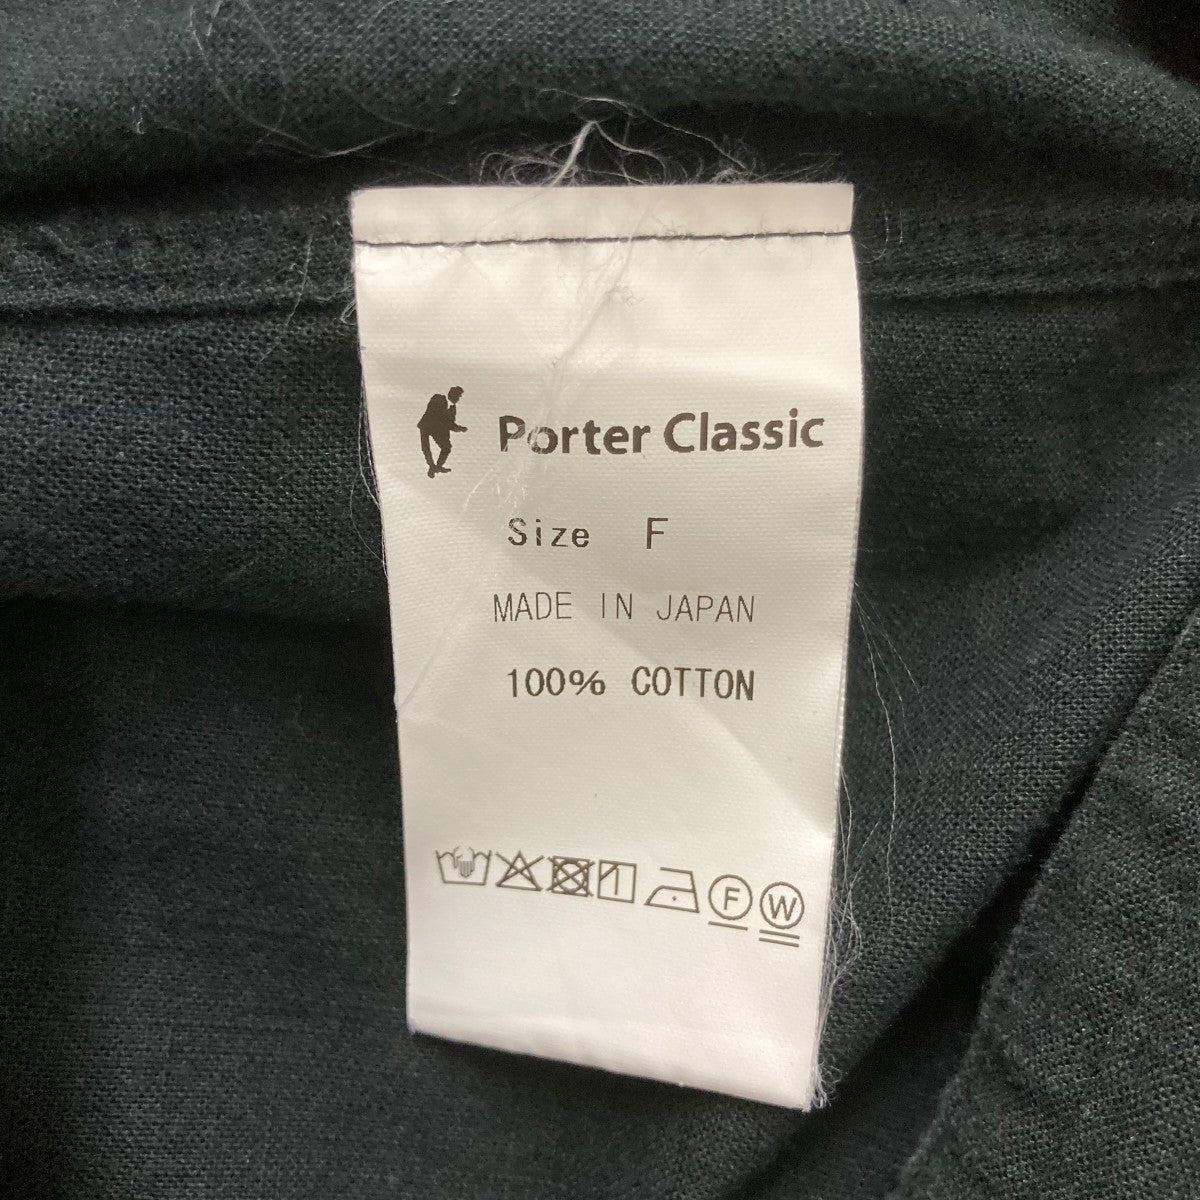 Porter Classic
Size F
MADE IN JAPAN
100% COTTON
F W